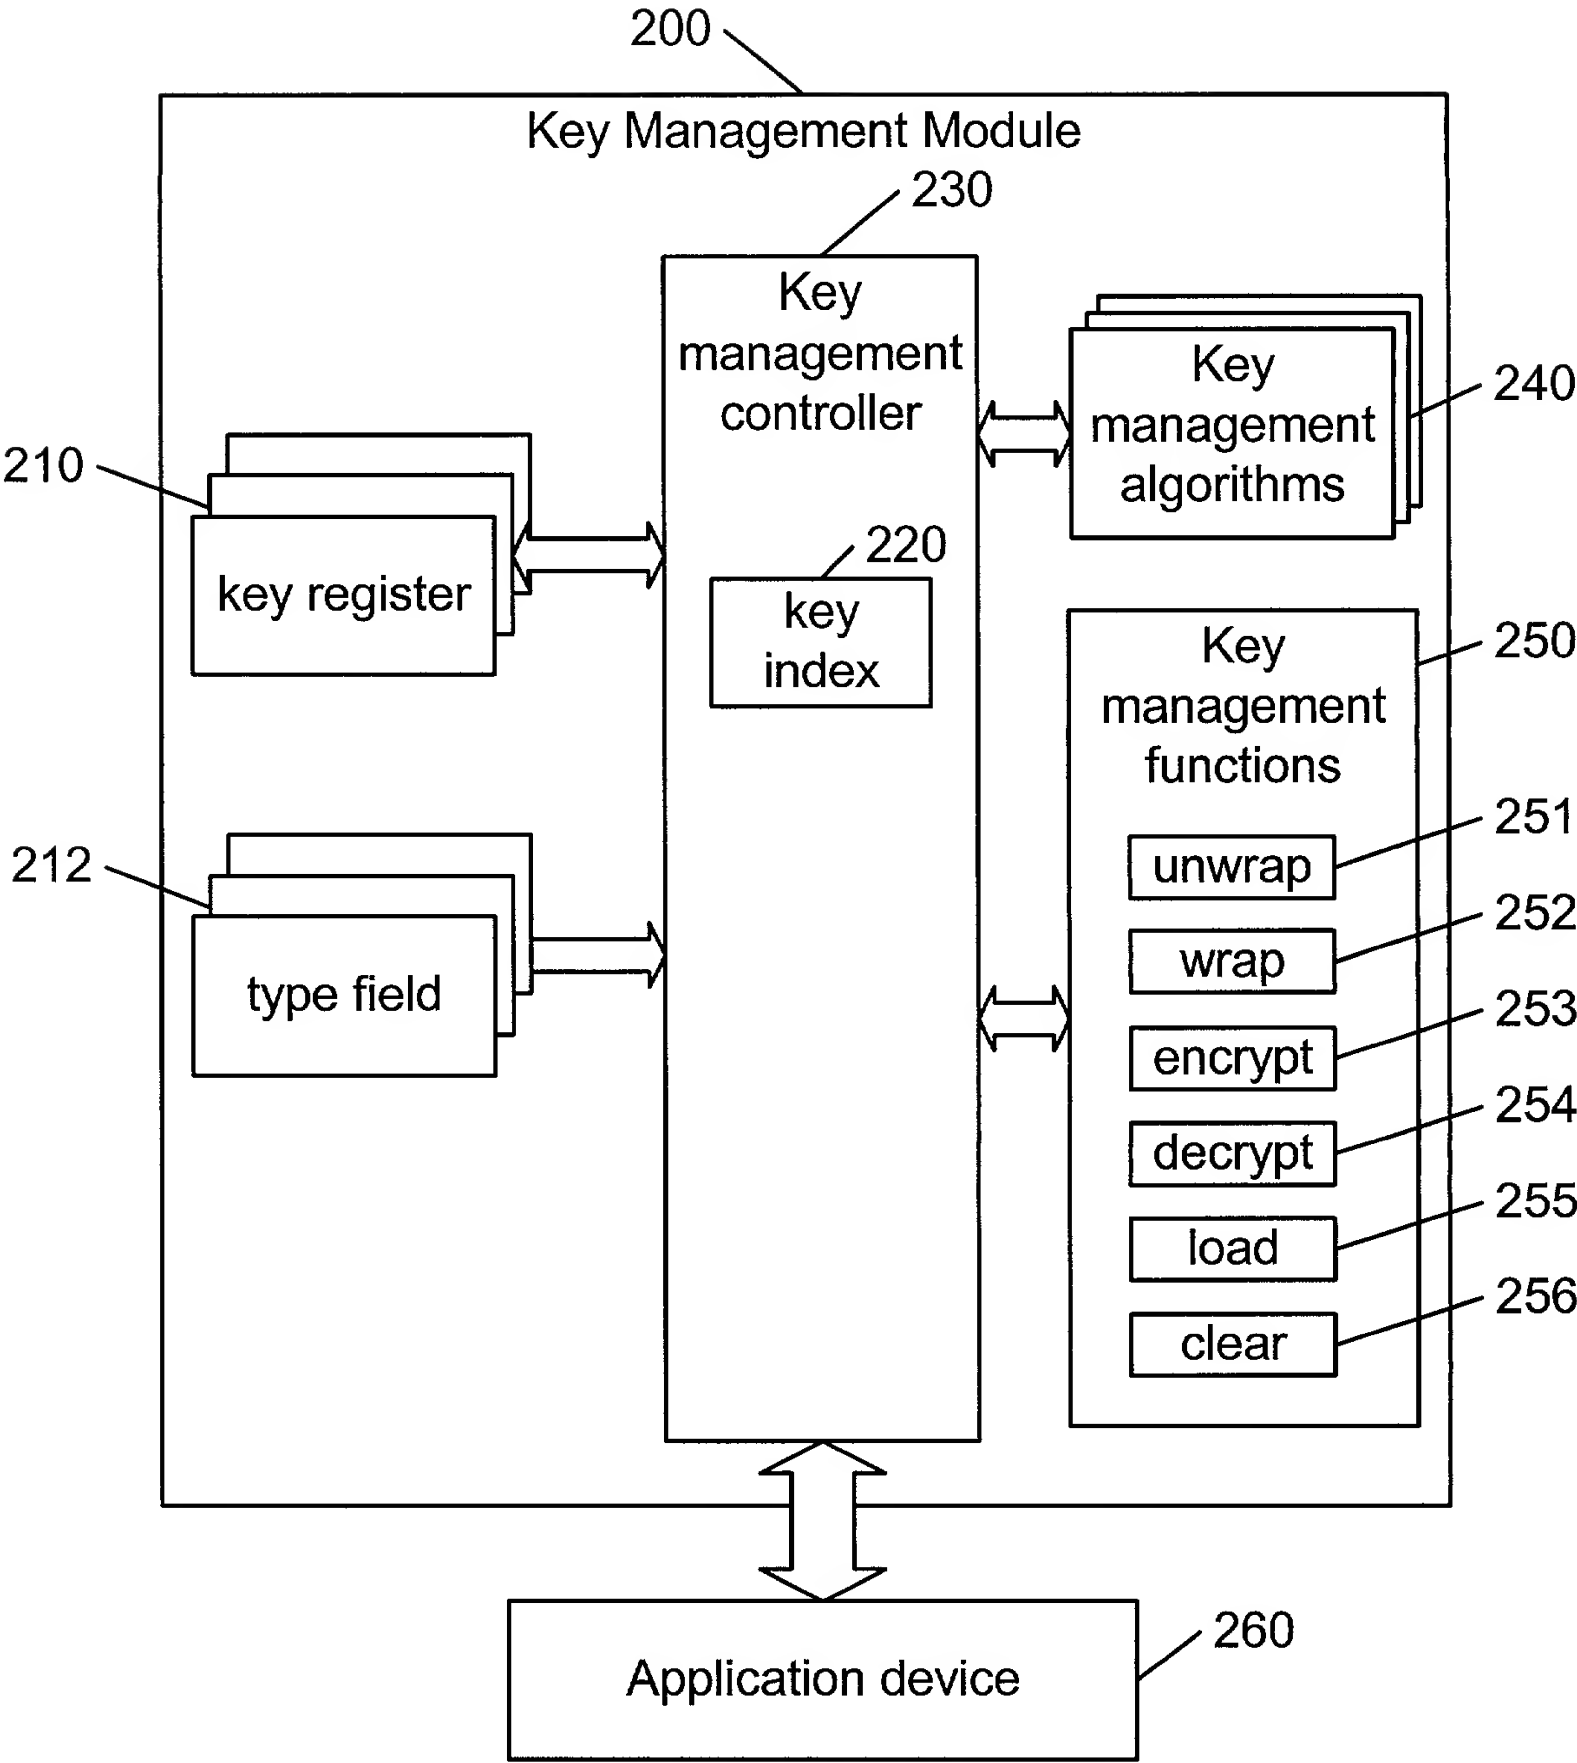 200
Key Management Module
230
Key
management
controller
Key
management
algorithms
240
210
key register
220
key
index
Key
management
functions
250
212
type field
unwrap
251
wrap
252
encrypt
253
decrypt
254
load
255
clear
256
Application device
260